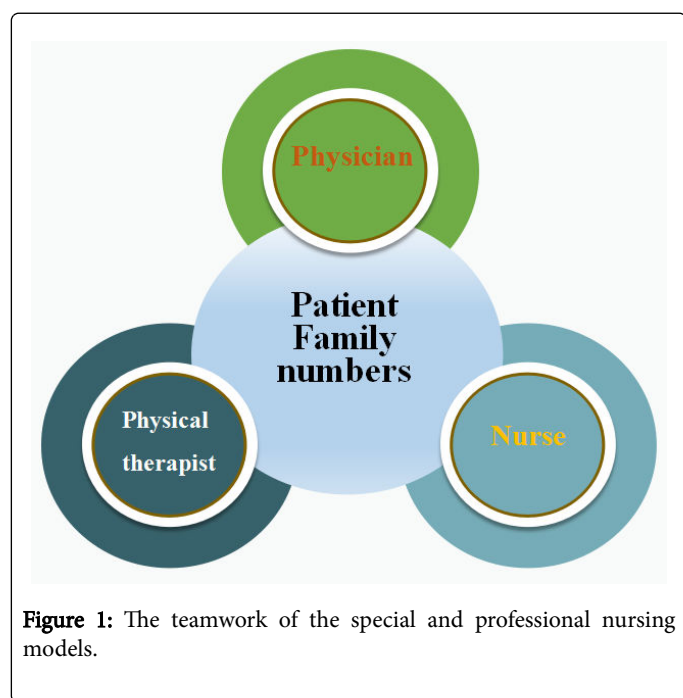 Physician
Patient
Family
numbers
Physical
therapist
Nurse
Figure 1: The teamwork of the special and professional nursing
models.